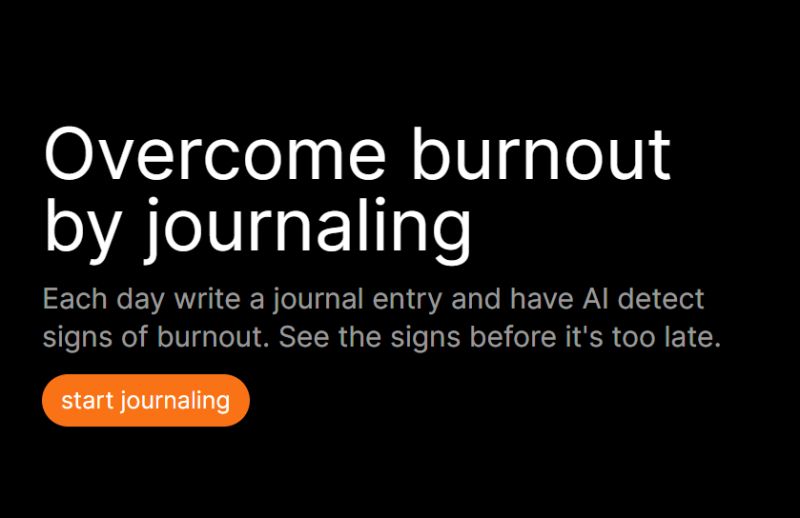 Overcome burnout
by journaling
Each day write a journal entry and have AI detect
signs of burnout. See the signs before it's too late.
start journaling